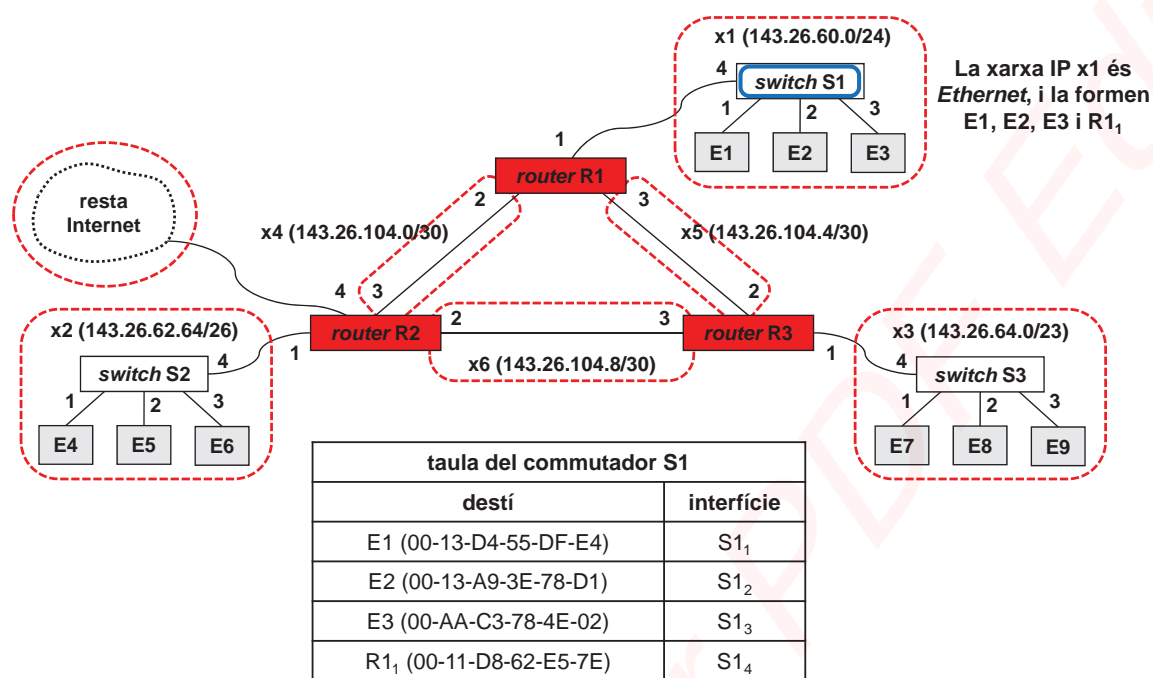 x1 (143.26.60.0/24)
4
switch S1
1
2
3
E1
E2
E3
La xarxa IP x1 és
Ethernet, i la formen
E1, E2, E3 i R1₁
1
router R1
2
3
resta
Internet
x4 (143.26.104.0/30)
x5 (143.26.104.4/30)
4
3
2
router R2
2
3
router R3
1
1
x6 (143.26.104.8/30)
x2 (143.26.62.64/26)
4
switch S2
1
2
3
E4
E5
E6
x3 (143.26.64.0/23)
4
switch S3
1
2
3
E7
E8
E9
taula del commutador S1
destí
interfície
E1 (00-13-D4-55-DF-E4)
S1₁
E2 (00-13-A9-3E-78-D1)
S1₂
E3 (00-AA-C3-78-4E-02)
S1₃
R1₁ (00-11-D8-62-E5-7E)
S1₄